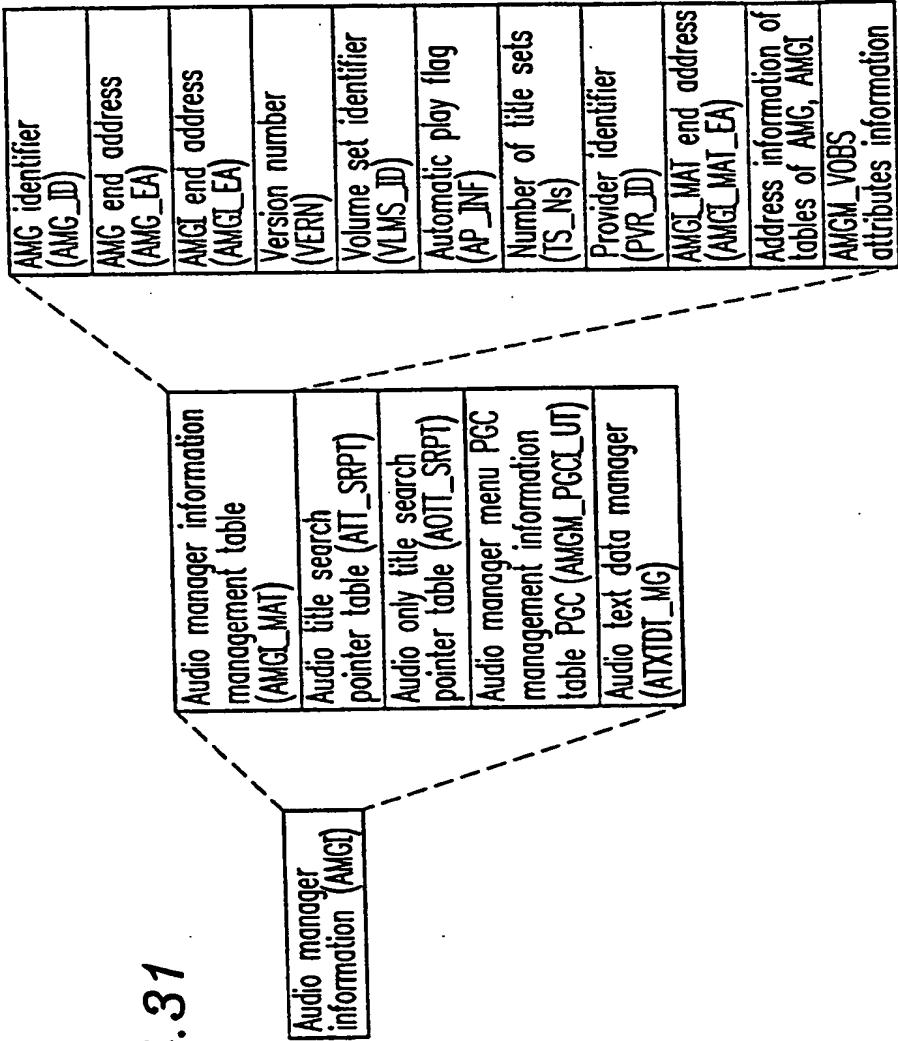 .31
Audio manager
information (AMGI)
Audio manager information
management table
(AMGI_MAT)
Audio title search
pointer table (ATT_SRPT)
Audio only title search
pointer table (AOTT_SRPT)
Audio manager menu PGC
management information
table PGC (AMGM_PGCI_UT)
Audio text data manager
(ATXTDT_MG)
AMG identifier
(AMG_ID)
AMG end address
(AMG_EA)
AMGI end address
(AMGI_EA)
Version number
(VERN)
Volume set identifier
(VLMS_ID)
Automatic play flag
(AP_INF)
Number of title sets
(TS_Ns)
Provider identifier
(PVR_ID)
AMGI_MAT end address
(AMGI_MAT_EA)
Address information of
tables of AMG, AMGI
AMGM_VOBS
attributes information